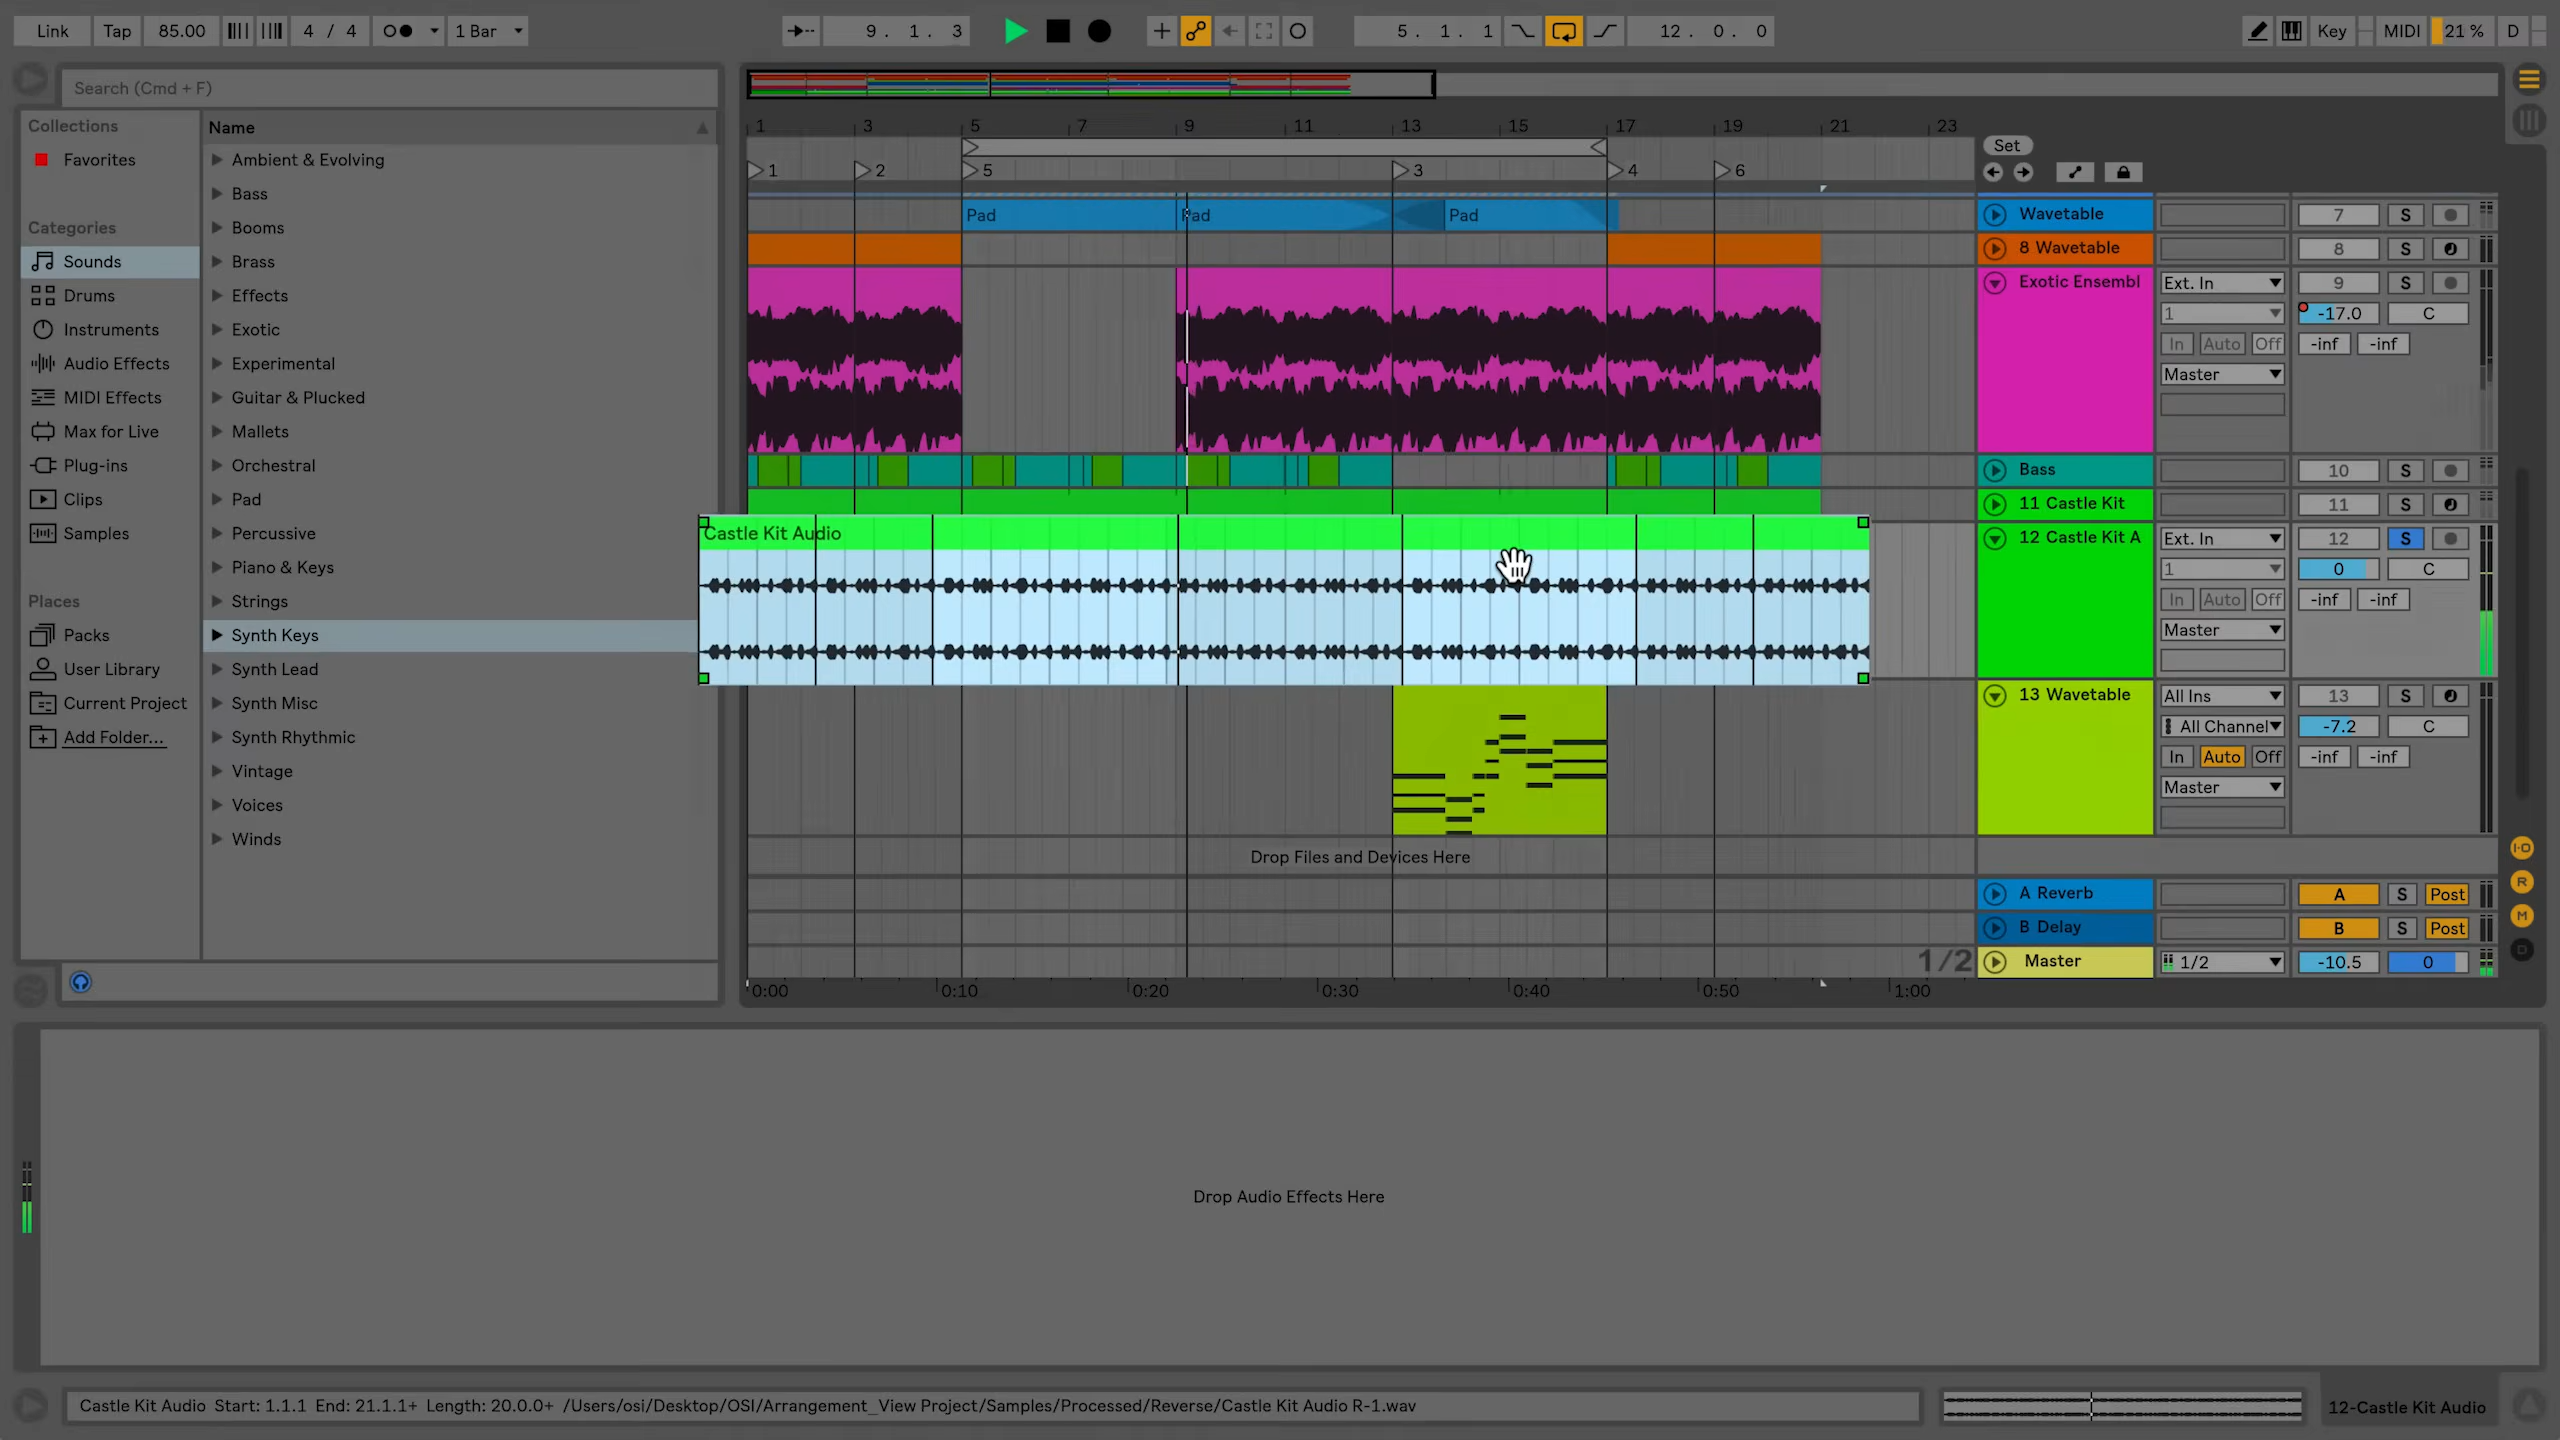 Link Tap 85.00 4 / 4 1 Bar 9. 1. 3 5. 1. 1 12. 0. 0 Key MIDI 21 % D
Search (Cmd + F)
Collections
Favorites
Categories
Sounds
Drums
Instruments
Audio Effects
MIDI Effects
Max for Live
Plug-ins
Clips
Samples
Places
Packs
User Library
Current Project
Add Folder...
Name
Ambient & Evolving
Bass
Booms
Brass
Effects
Exotic
Experimental
Guitar & Plucked
Mallets
Orchestral
Pad
Percussive
Piano & Keys
Strings
Synth Keys
Synth Lead
Synth Misc
Synth Rhythmic
Vintage
Voices
Winds
1 3 5 7 9 11 13 15 17 19 21 23
Set
1 2 5 3 4 6
Pad Pad Pad
Wavetable 7 S
8 Wavetable 8 S
Exotic Ensembl Ext. In 9 S
1 -17.0 C
In Auto Off -inf -inf
Master
Bass 10 S
11 Castle Kit 11 S
Castle Kit Audio
12 Castle Kit A Ext. In 12 S
1 0 C
In Auto Off -inf -inf
Master
13 Wavetable All Ins 13 S
All Channel -7.2 C
In Auto Off -inf -inf
Master
Drop Files and Devices Here
I·O
R
M
D
A Reverb A S Post
B Delay B S Post
1/2 Master 1/2 -10.5 0
0:00 0:10 0:20 0:30 0:40 0:50 1:00
Drop Audio Effects Here
Castle Kit Audio Start: 1.1.1 End: 21.1.1+ Length: 20.0.0+ /Users/osi/Desktop/OSI/Arrangement_View Project/Samples/Processed/Reverse/Castle Kit Audio R-1.wav
12-Castle Kit Audio